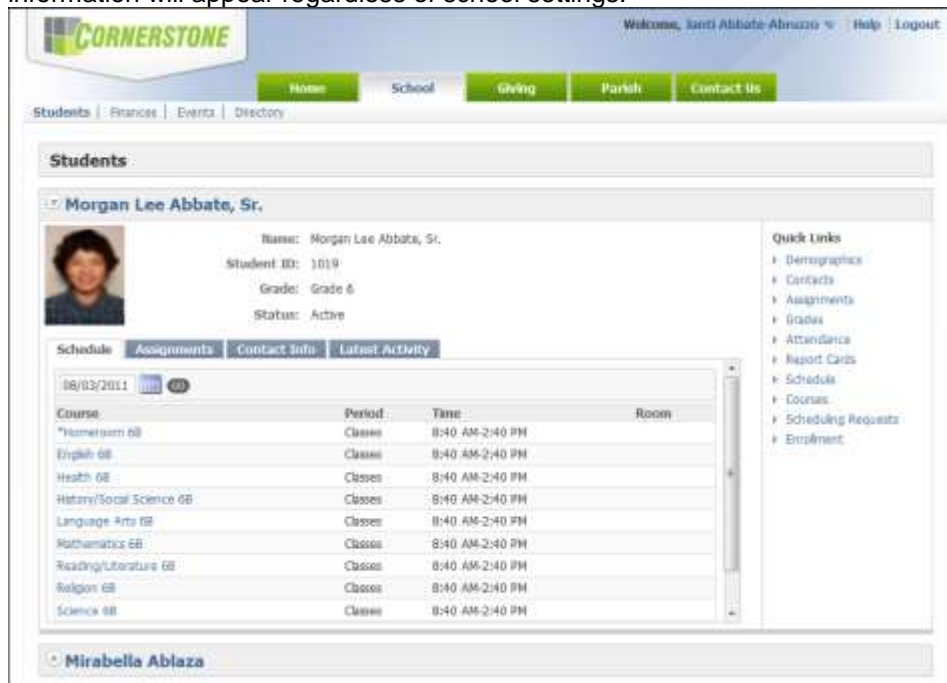 information will appear regardless of school settings.
CORNERSTONE
Welcome, Janti Abbate-Abruzzo Help Logout
Home School Giving Parish Contact Us
Students | Finances | Events | Directory
Students
Morgan Lee Abbate, Sr.
Name: Morgan Lee Abbate, Sr.
Student ID: 1019
Grade: Grade 6
Status: Active
Quick Links
Demographics
Contacts
Assignments
Grades
Attendance
Report Cards
Schedule
Courses
Scheduling Requests
Enrollment
Schedule Assignments Contact Info Latest Activity
08/03/2011 GO
Course Period Time Room
*Homeroom 6B Classes 8:40 AM-2:40 PM
English 6B Classes 8:40 AM-2:40 PM
Health 6B Classes 8:40 AM-2:40 PM
History/Social Science 6B Classes 8:40 AM-2:40 PM
Language Arts 6B Classes 8:40 AM-2:40 PM
Mathematics 6B Classes 8:40 AM-2:40 PM
Reading/Literature 6B Classes 8:40 AM-2:40 PM
Religion 6B Classes 8:40 AM-2:40 PM
Science 6B Classes 8:40 AM-2:40 PM
Mirabella Ablaza